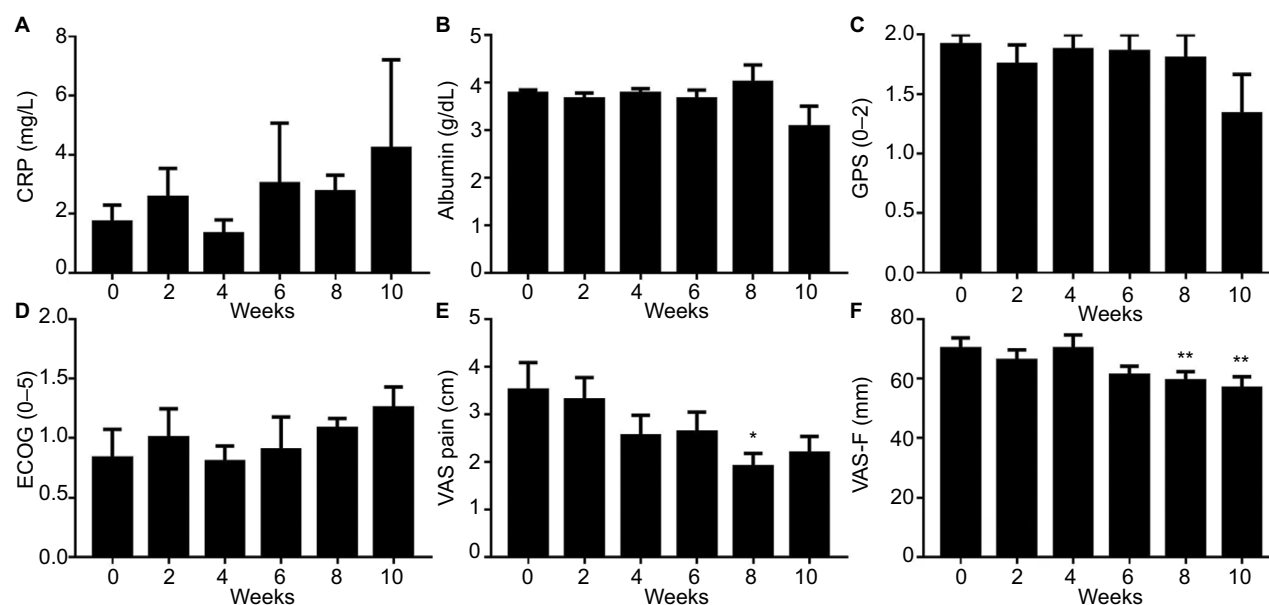 A
CRP (mg/L)
8
6
4
2
0
0 2 4 6 8 10
Weeks
B
Albumin (g/dL)
5
4
3
2
1
0
0 2 4 6 8 10
Weeks
C
GPS (0–2)
2.0
1.5
1.0
0.5
2.0
0 2 4 6 8 10
Weeks
D
ECOG (0–5)
2.0
1.5
1.0
0.5
0.0
0 2 4 6 8 10
Weeks
E
VAS pain (cm)
5
4
3
2
1
0
*
0 2 4 6 8 10
Weeks
F
VAS-F (mm)
80
60
40
20
0
** **
0 2 4 6 8 10
Weeks